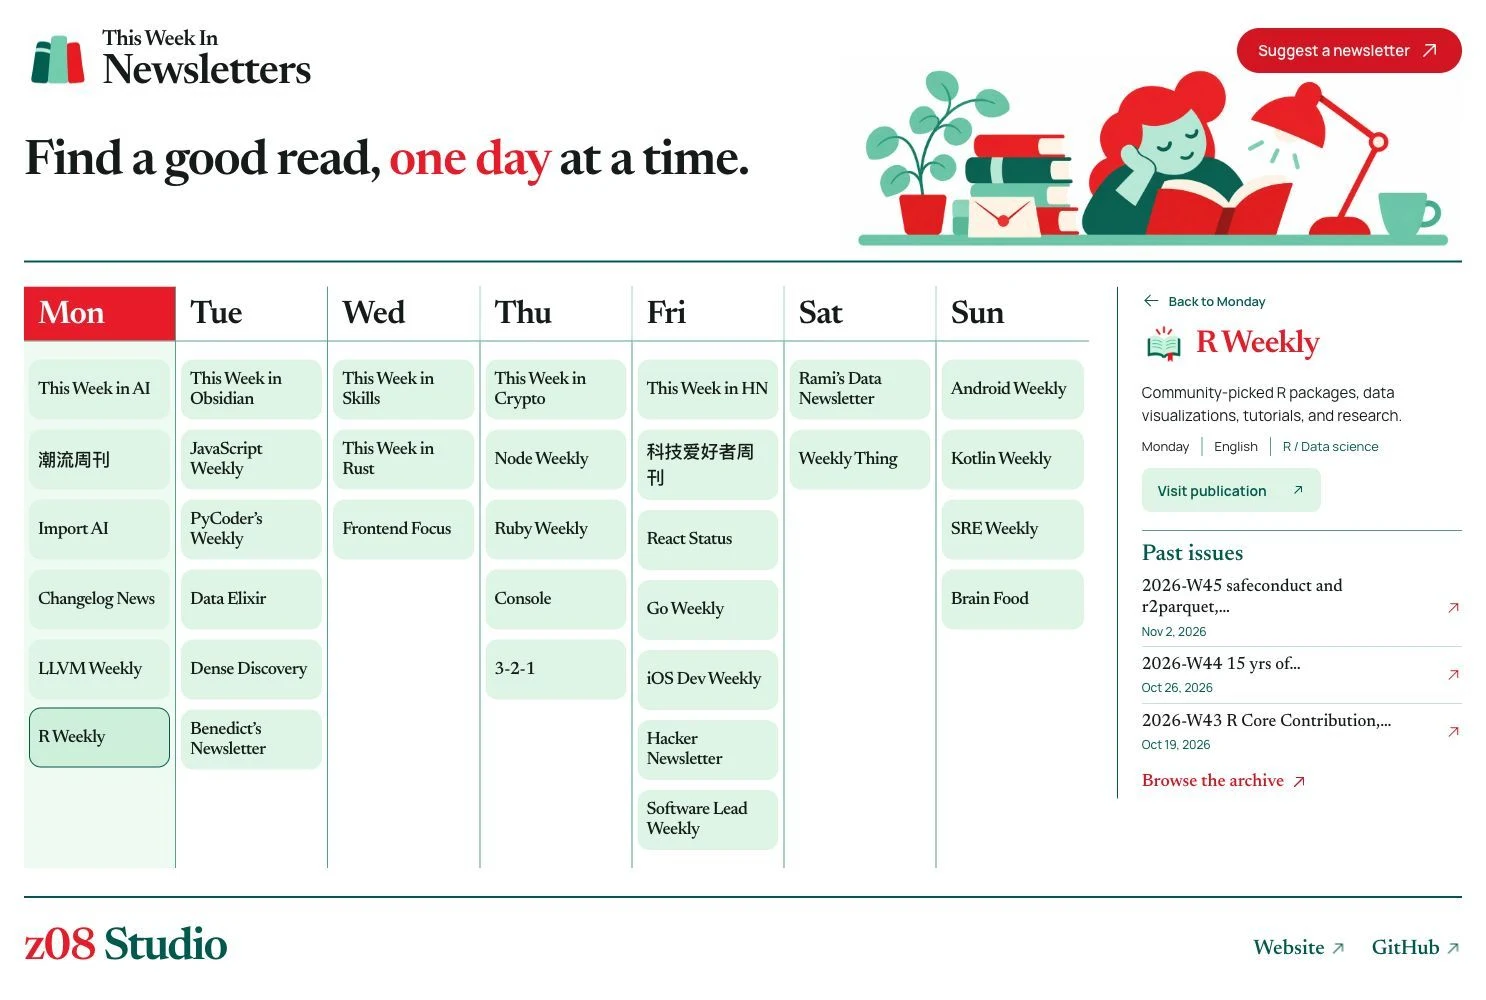 This Week In
Newsletters
Suggest a newsletter
Find a good read, one day at a time.
Mon
This Week in AI
潮流周刊
Import AI
Changelog News
LLVM Weekly
R Weekly
Tue
This Week in
Obsidian
JavaScript
Weekly
PyCoder's
Weekly
Data Elixir
Dense Discovery
Benedict's
Newsletter
Wed
This Week in
Skills
This Week in
Rust
Frontend Focus
Thu
This Week in
Crypto
Node Weekly
Ruby Weekly
Console
3-2-1
Fri
This Week in HN
科技爱好者周
刊
React Status
Go Weekly
iOS Dev Weekly
Hacker
Newsletter
Software Lead
Weekly
Sat
Rami's Data
Newsletter
Weekly Thing
Sun
Android Weekly
Kotlin Weekly
SRE Weekly
Brain Food
Back to Monday
R Weekly
Community-picked R packages, data
visualizations, tutorials, and research.
Monday English R / Data science
Visit publication
Past issues
2026-W45 safeconduct and
r2parquet,...
Nov 2, 2026
2026-W44 15 yrs of...
Oct 26, 2026
2026-W43 R Core Contribution,...
Oct 19, 2026
Browse the archive
z08 Studio
Website
GitHub